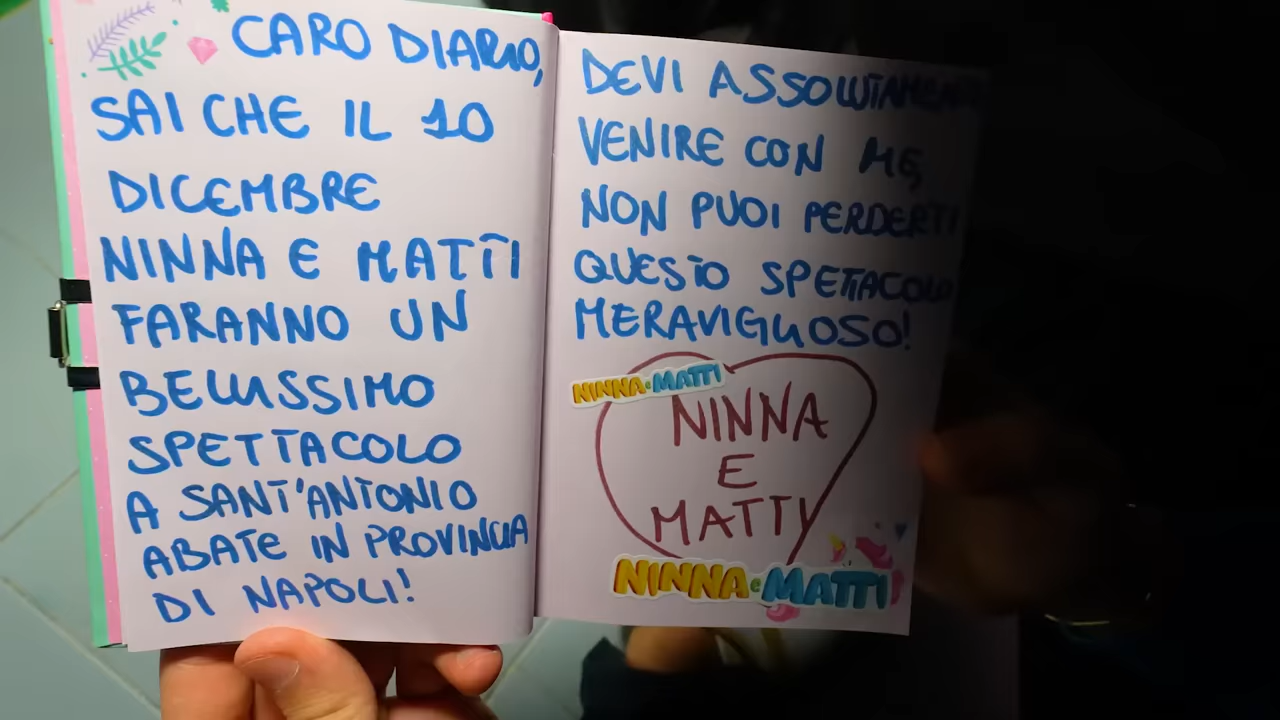 CARO DIARIO,
SAI CHE IL 10
DICEMBRE
NINNA E MATTI
FARANNO UN
BELLISSIMO
SPETTACOLO
A SANT'ANTONIO
ABATE IN PROVINCIA
DI NAPOLI!
DEVI ASSOLUTAMENTE
VENIRE CON ME,
NON PUOI PERDERTI
QUESTO SPETTACOLO
MERAVIGLIOSO!
NINNA e MATTI
NINNA
E
MATTI
NINNA e MATTI